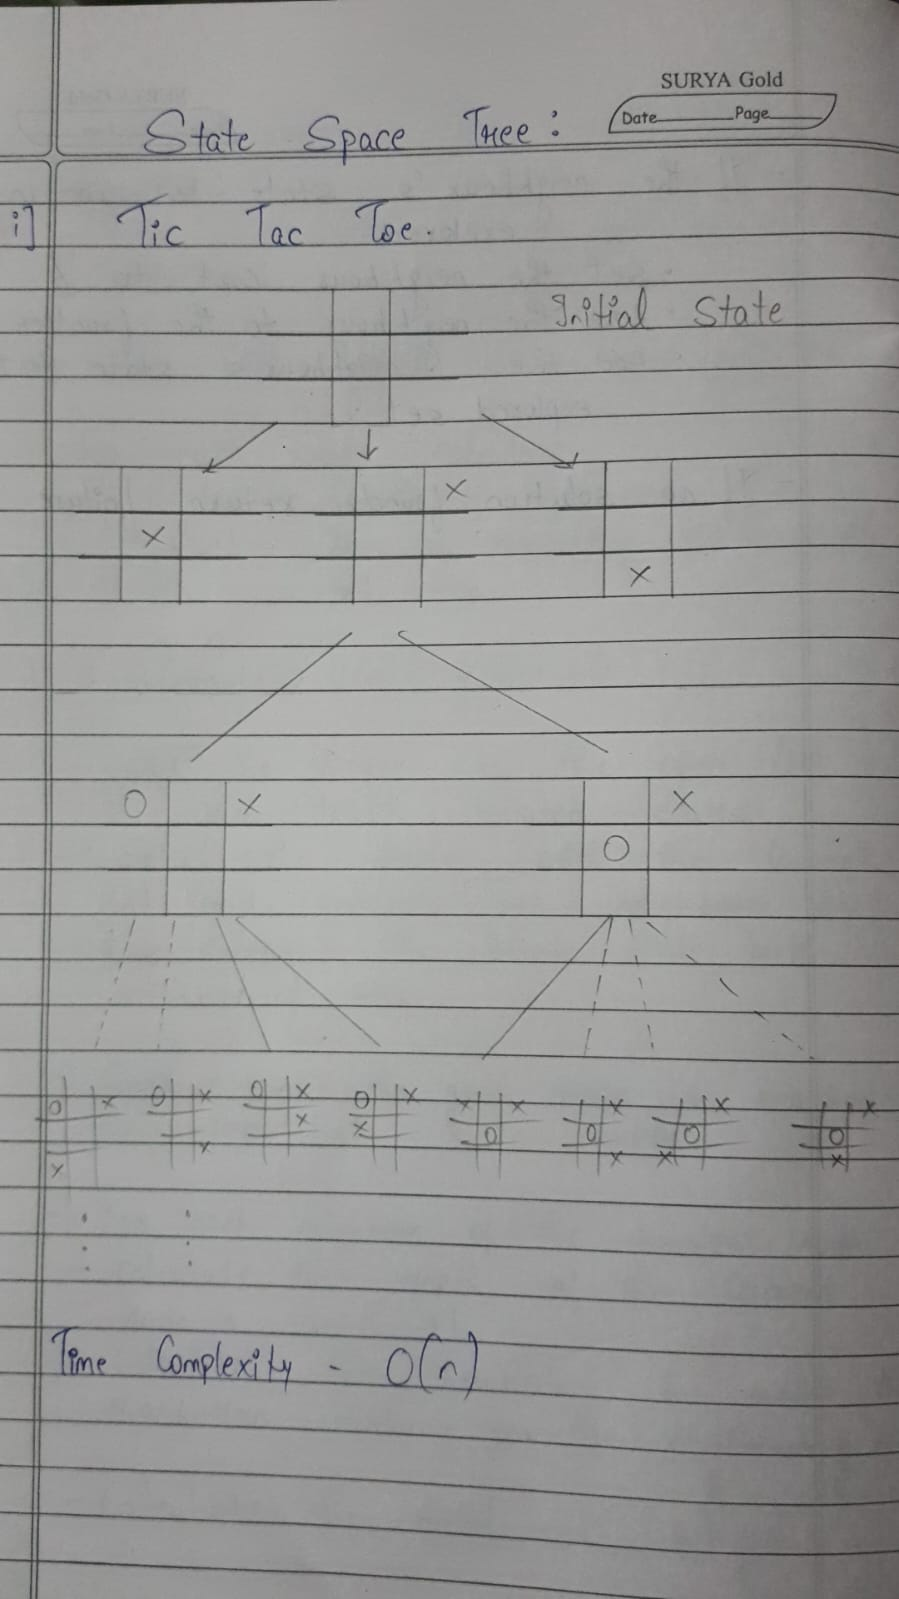 SURYA Gold
Date Page
State Space Tree:
i] Tic Tac Toe.
Initial State
X
X
X
O X
X
O
O X O X O X O X X X X X X
X X O O O O
X X X X X
Time Complexity - O(n)